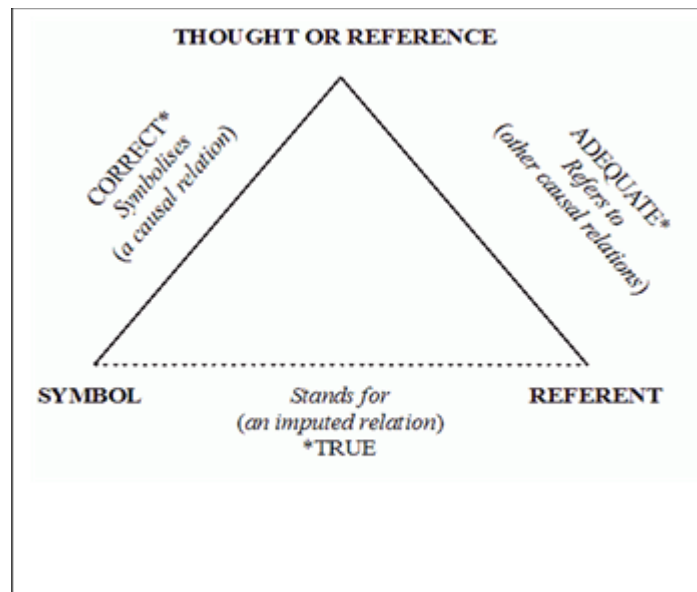 THOUGHT OR REFERENCE
CORRECT*
Symbolises
(a causal relation)
ADEQUATE*
Refers to
(other causal relations)
SYMBOL
Stands for
(an imputed relation)
*TRUE
REFERENT